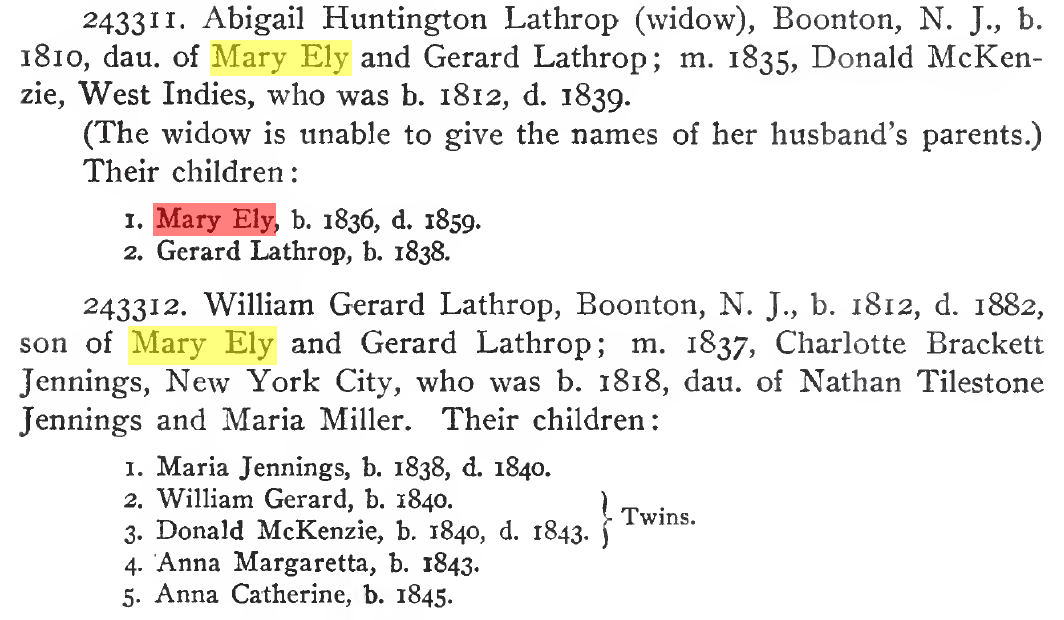 243311. Abigail Huntington Lathrop (widow), Boonton, N. J., b.
1810, dau. of Mary Ely and Gerard Lathrop; m. 1835, Donald McKen-
zie, West Indies, who was b. 1812, d. 1839.
(The widow is unable to give the names of her husband's parents.)
Their children:
1. Mary Ely, b. 1836, d. 1859.
2. Gerard Lathrop, b. 1838.
243312. William Gerard Lathrop, Boonton, N. J., b. 1812, d. 1882,
son of Mary Ely and Gerard Lathrop; m. 1837, Charlotte Brackett
Jennings, New York City, who was b. 1818, dau. of Nathan Tilestone
Jennings and Maria Miller. Their children:
1. Maria Jennings, b. 1838, d. 1840.
2. William Gerard, b. 1840.
3. Donald McKenzie, b. 1840, d. 1843. } Twins.
4. Anna Margaretta, b. 1843.
5. Anna Catherine, b. 1845.